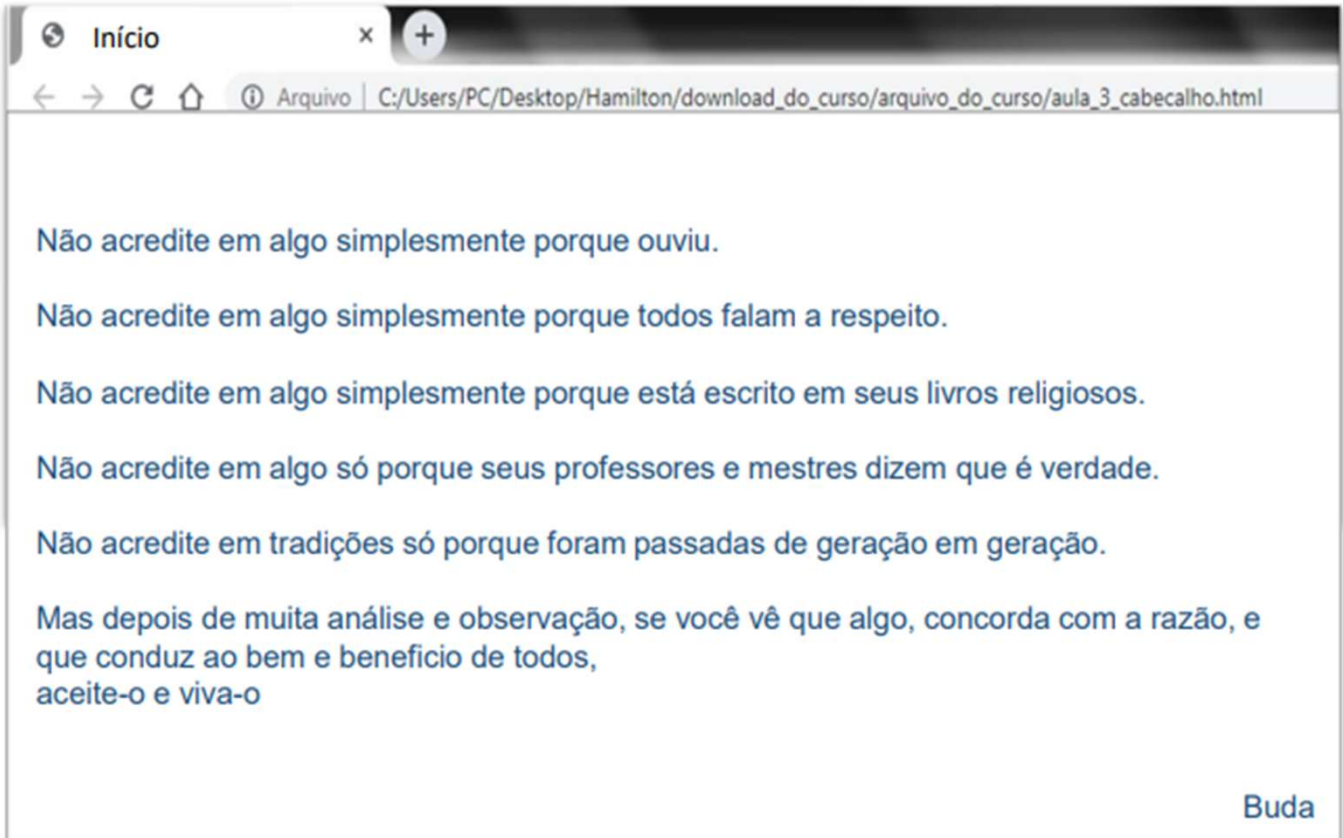 Início
Arquivo | C:/Users/PC/Desktop/Hamilton/download_do_curso/arquivo_do_curso/aula_3_cabecalho.html
Não acredite em algo simplesmente porque ouviu.
Não acredite em algo simplesmente porque todos falam a respeito.
Não acredite em algo simplesmente porque está escrito em seus livros religiosos.
Não acredite em algo só porque seus professores e mestres dizem que é verdade.
Não acredite em tradições só porque foram passadas de geração em geração.
Mas depois de muita análise e observação, se você vê que algo, concorda com a razão, e
que conduz ao bem e beneficio de todos,
aceite-o e viva-o
Buda